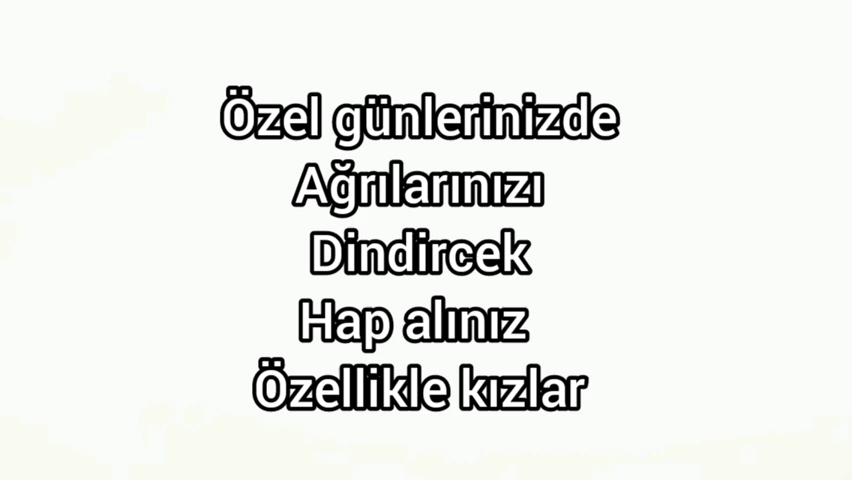 Özel günlerinizde
Ağrılarınızı
Dindircek
Hap alınız
Özellikle kızlar